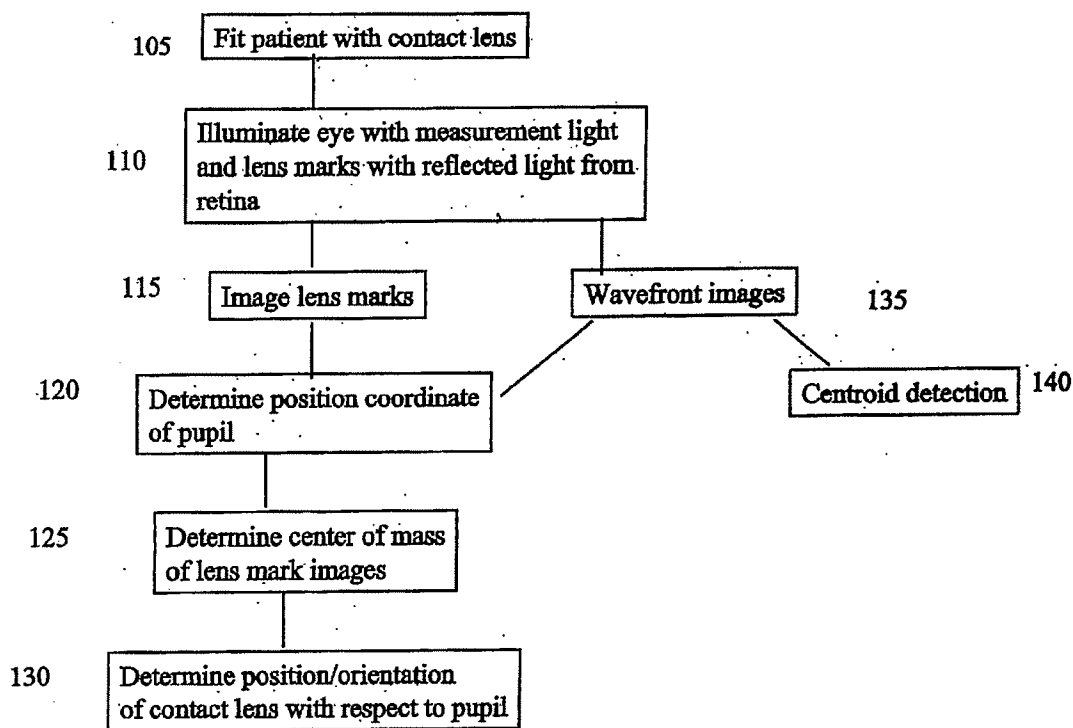 105
Fit patient with contact lens
110
Illuminate eye with measurement light
and lens marks with reflected light from
retina
115
Image lens marks
Wavefront images
135
120
Determine position coordinate
of pupil
Centroid detection
140
125
Determine center of mass
of lens mark images
130
Determine position/orientation
of contact lens with respect to pupil